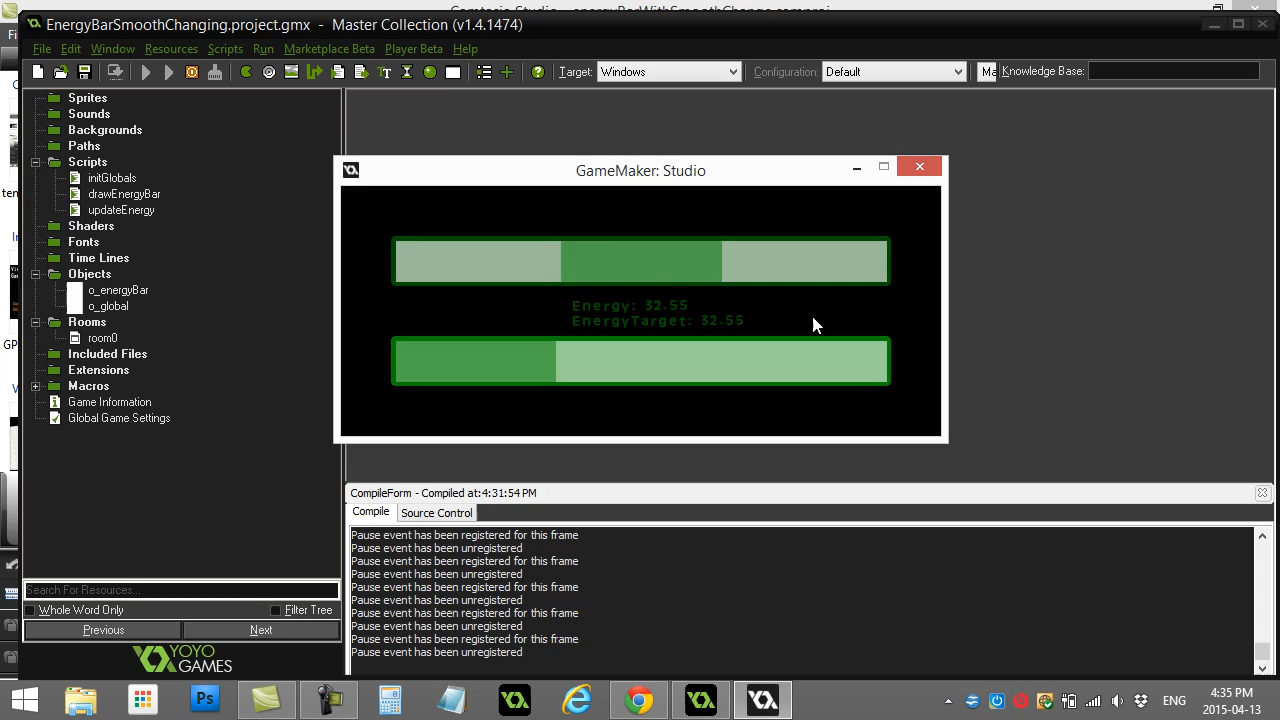 EnergyBarSmoothChanging.project.gmx - Master Collection (v1.4.1474)
File Edit Window Resources Scripts Run Marketplace Beta Player Beta Help
Target: Windows Configuration: Default Knowledge Base:
Sprites
Sounds
Backgrounds
Paths
Scripts
initGlobals
drawEnergyBar
updateEnergy
Shaders
Fonts
Time Lines
Objects
o_energyBar
o_global
Rooms
room0
Included Files
Extensions
Macros
Game Information
Global Game Settings
GameMaker: Studio
Energy: 32.55
EnergyTarget: 32.55
CompileForm - Compiled at:4:31:54 PM
Compile Source Control
Pause event has been registered for this frame
Pause event has been unregistered
Pause event has been registered for this frame
Pause event has been unregistered
Pause event has been registered for this frame
Pause event has been unregistered
Pause event has been registered for this frame
Pause event has been unregistered
Pause event has been registered for this frame
Pause event has been unregistered
Search For Resources...
Whole Word Only Filter Tree
Previous Next
YOYO
GAMES
Ps
ENG
4:35 PM
2015-04-13